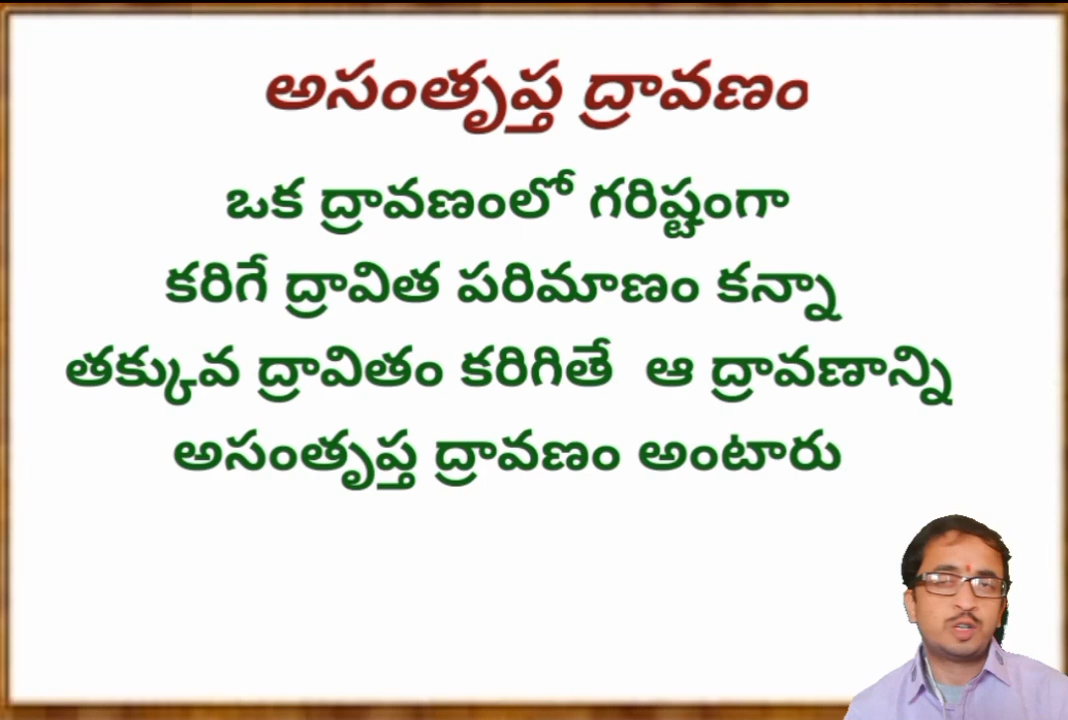 అసంతృప్త ద్రావణం
ఒక ద్రావణంలో గరిష్టంగా
కరిగే ద్రావిత పరిమాణం కన్నా
తక్కువ ద్రావితం కరిగితే ఆ ద్రావణాన్ని
అసంతృప్త ద్రావణం అంటారు